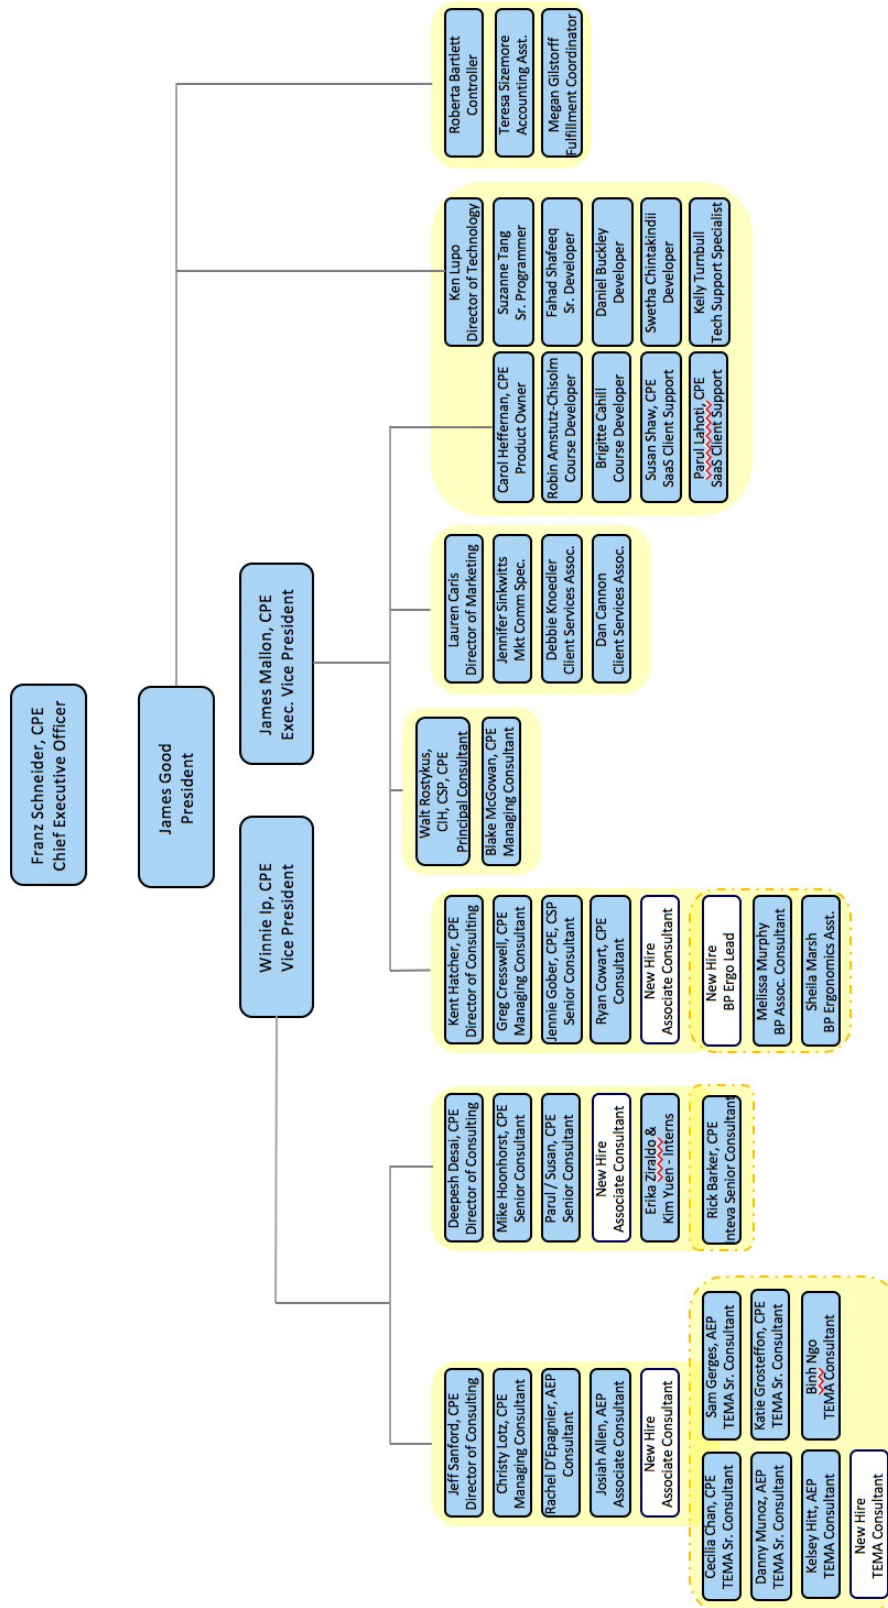 Franz Schneider, CPE
Chief Executive Officer
James Good
President
Winnie Ip, CPE
Vice President
James Mallon, CPE
Exec. Vice President
Jeff Sanford, CPE
Director of Consulting
Christy Lotz, CPE
Managing Consultant
Rachel D'Epagnier, AEP
Consultant
Josiah Allen, AEP
Associate Consultant
New Hire
Associate Consultant
Cecilia Chan, CPE
TEMA Sr. Consultant
Danny Munoz, AEP
TEMA Sr. Consultant
Kelsey Hitt, AEP
TEMA Consultant
New Hire
TEMA Consultant
Sam Gerges, AEP
TEMA Sr. Consultant
Katie Grosteffon, CPE
TEMA Sr. Consultant
Binh Ngo
TEMA Consultant
Deepesh Desai, CPE
Director of Consulting
Mike Hoonhorst, CPE
Senior Consultant
Parul / Susan, CPE
Senior Consultant
New Hire
Associate Consultant
Erika Ziraldo &
Kim Yuen - Interns
Rick Barker, CPE
Inteva Senior Consultant
Kent Hatcher, CPE
Director of Consulting
Greg Cresswell, CPE
Managing Consultant
Jennie Gober, CPE, CSP
Senior Consultant
Ryan Cowart, CPE
Consultant
New Hire
Associate Consultant
New Hire
BP Ergo Lead
Melissa Murphy
BP Assoc. Consultant
Sheila Marsh
BP Ergonomics Asst.
Walt Rostykus,
CIH, CSP, CPE
Principal Consultant
Blake McGowan, CPE
Managing Consultant
Lauren Caris
Director of Marketing
Jennifer Sinkwitts
Mkt Comm Spec.
Debbie Knoedler
Client Services Assoc.
Dan Cannon
Client Services Assoc.
Carol Heffernan, CPE
Product Owner
Robin Amstutz-Chisolm
Course Developer
Brigitte Cahill
Course Developer
Susan Shaw, CPE
SaaS Client Support
Parul Lahoti, CPE
SaaS Client Support
Ken Lupo
Director of Technology
Suzanne Tang
Sr. Programmer
Fahad Shafeeq
Sr. Developer
Daniel Buckley
Developer
Swetha Chintakindii
Developer
Kelly Turnbull
Tech Support Specialist
Roberta Bartlett
Controller
Teresa Sizemore
Accounting Asst.
Megan Gilstorff
Fulfillment Coordinator